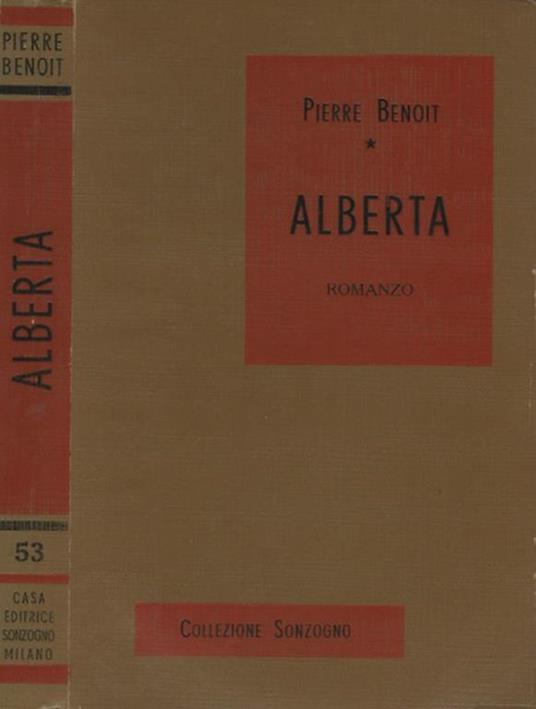 PIERRE
BENOIT
ALBERTA
53
CASA
EDITRICE
SONZOGNO
MILANO
PIERRE BENOIT
★
ALBERTA
ROMANZO
COLLEZIONE SONZOGNO